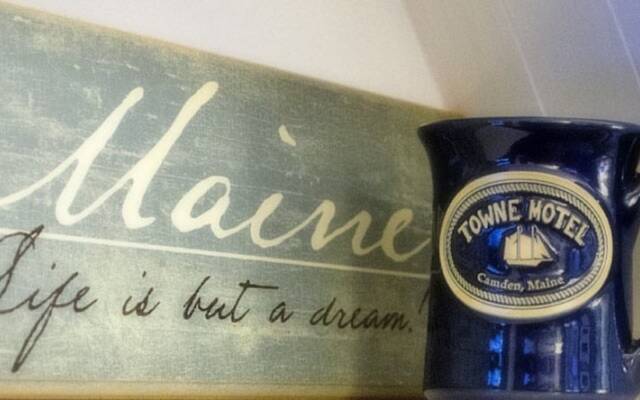 Maine
Life is but a dream!
TOWNE MOTEL
Camden, Maine